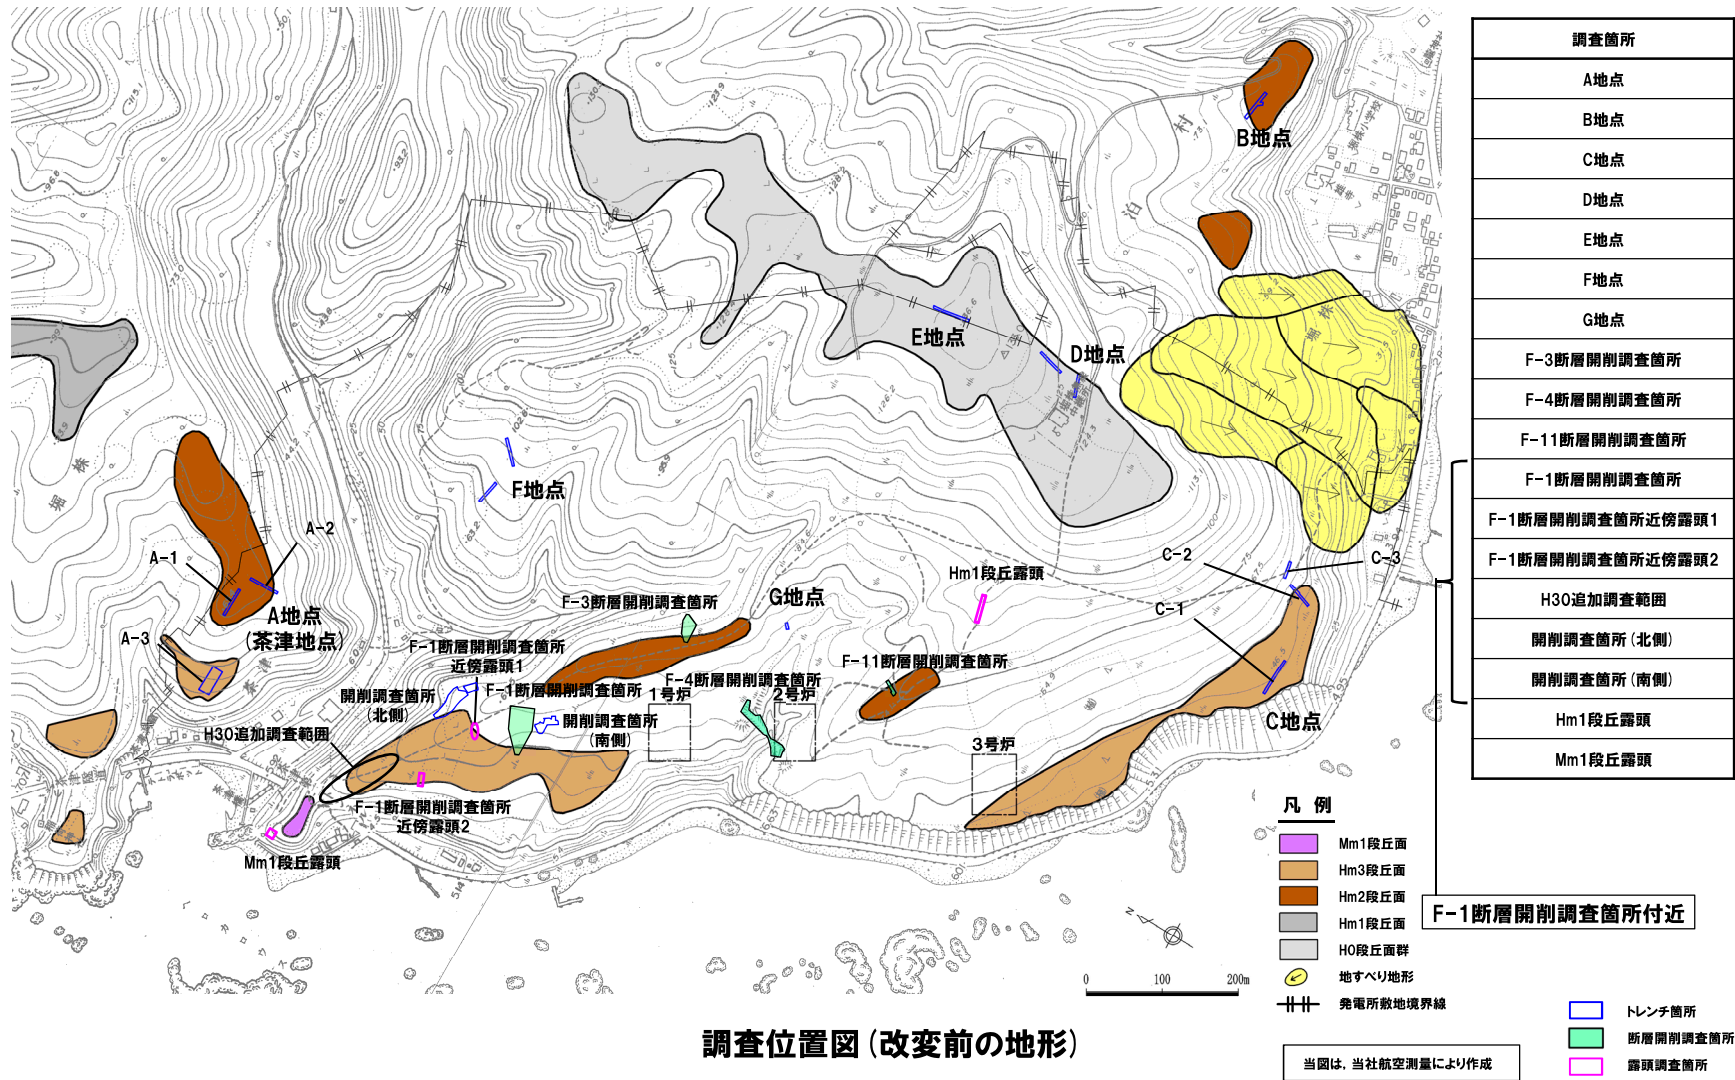 調査箇所
A地点
B地点
C地点
D地点
E地点
F地点
G地点
F-3断層開削調査箇所
F-4断層開削調査箇所
F-11断層開削調査箇所
F-1断層開削調査箇所
F-1断層開削調査箇所近傍露頭1
F-1断層開削調査箇所近傍露頭2
H30追加調査範囲
開削調査箇所(北側)
開削調査箇所(南側)
Hm1段丘露頭
Mm1段丘露頭
F-1断層開削調査箇所付近
B地点
村
泊
E地点
D地点
F地点
堀
株
A-2
A-1
A地点
(茶津地点)
A-3
C-2
C-3
C-1
C地点
Hm1段丘露頭
G地点
F-3断層開削調査箇所
F-1断層開削調査箇所
近傍露頭1
F-1断層開削調査箇所
F-4断層開削調査箇所
F-11断層開削調査箇所
開削調査箇所
(北側)
開削調査箇所
(南側)
1号炉
2号炉
3号炉
H30追加調査範囲
F-1断層開削調査箇所
近傍露頭2
Mm1段丘露頭
凡 例
Mm1段丘面
Hm3段丘面
Hm2段丘面
Hm1段丘面
H0段丘面群
地すべり地形
発電所敷地境界線
トレンチ箇所
断層開削調査箇所
露頭調査箇所
N
0 100 200m
調査位置図(改変前の地形)
当図は，当社航空測量により作成